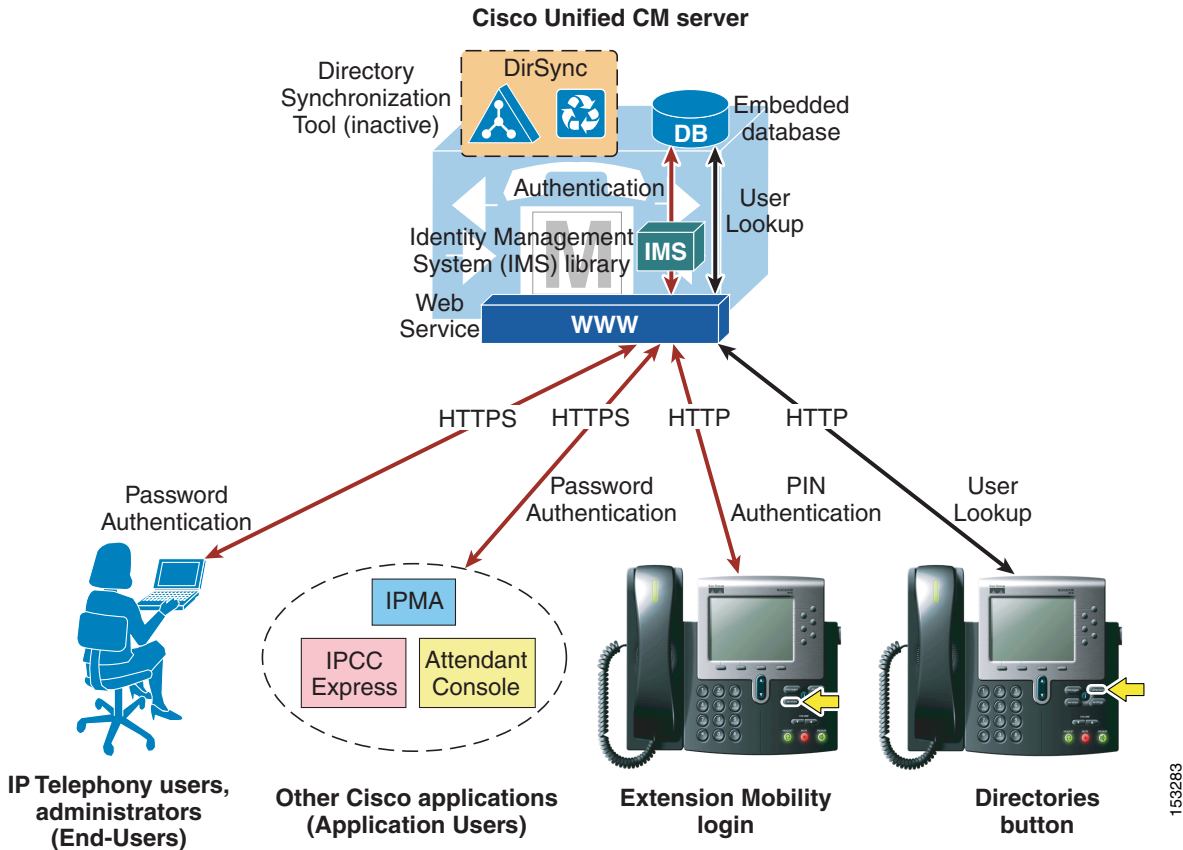 Cisco Unified CM server
Directory
Synchronization
Tool (inactive)
DirSync
DB
Embedded
database
Authentication
User
Lookup
Identity Management
System (IMS) library
IMS
M
Web
Service
WWW
HTTPS
HTTPS
HTTP
HTTP
Password
Authentication
Password
Authentication
PIN
Authentication
User
Lookup
IPMA
IPCC
Express
Attendant
Console
IP Telephony users,
administrators
(End-Users)
Other Cisco applications
(Application Users)
Extension Mobility
login
Directories
button
153283